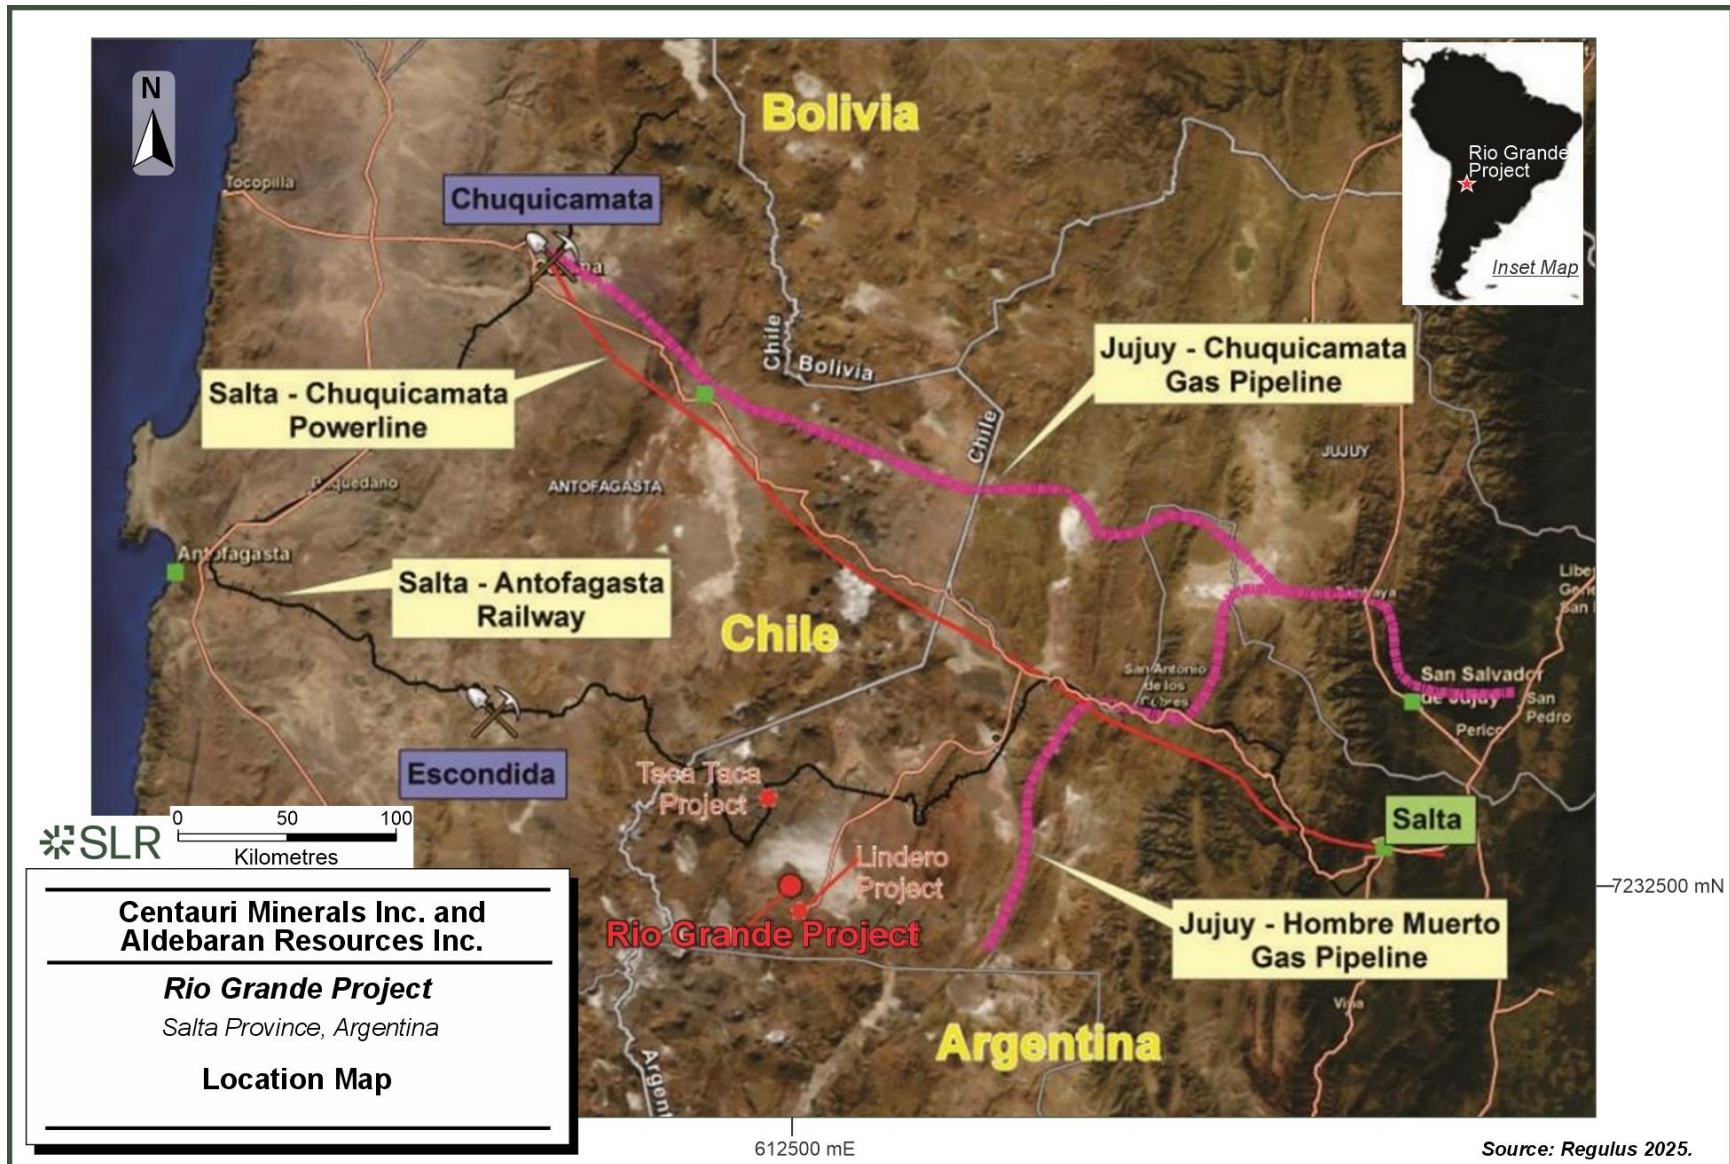 N
Bolivia
Rio Grande
Project
Inset Map
Tocopilla
Chuquicamata
Chile
Bolivia
Jujuy - Chuquicamata
Gas Pipeline
Salta - Chuquicamata
Powerline
Chile
JUJUY
ANTOFAGASTA
Antofagasta
Salta - Antofagasta
Railway
Chile
San Antonio
de los
Cobres
San Salvador
de Jujuy
San
Pedro
Perico
Escondida
Taca Taca
Project
Salta
SLR
0 50 100
Kilometres
Lindero
Project
7232500 mN
Rio Grande Project
Jujuy - Hombre Muerto
Gas Pipeline
Centauri Minerals Inc. and
Aldebaran Resources Inc.
Rio Grande Project
Salta Province, Argentina
Location Map
Argentina
Argent
612500 mE
Source: Regulus 2025.